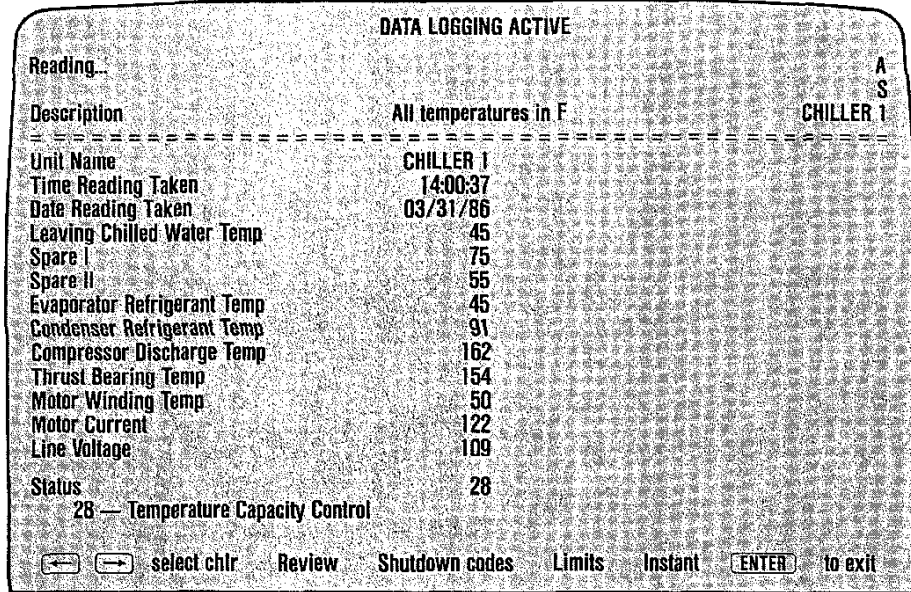 DATA LOGGING ACTIVE
Reading... A
S
Description All temperatures in F CHILLER 1
Unit Name CHILLER 1
Time Reading Taken 14:00:37
Date Reading Taken 03/31/86
Leaving Chilled Water Temp 45
Spare I 75
Spare II 55
Evaporator Refrigerant Temp 45
Condenser Refrigerant Temp 91
Compressor Discharge Temp 162
Thrust Bearing Temp 154
Motor Winding Temp 50
Motor Current 122
Line Voltage 109
Status 28
28 — Temperature Capacity Control
← → select chlr Review Shutdown codes Limits Instant ENTER to exit